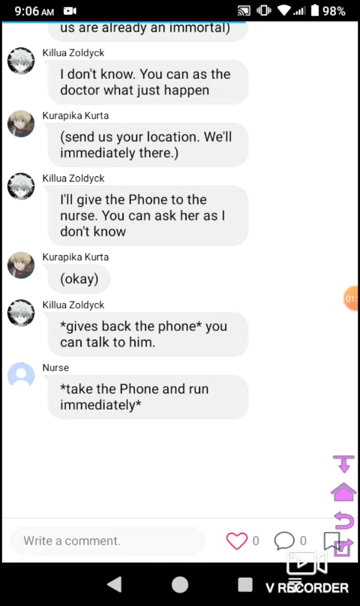 9:06 AM
98%
us are already an immortal)
Killua Zoldyck
I don't know. You can as the
doctor what just happen
Kurapika Kurta
(send us your location. We'll
immediately there.)
Killua Zoldyck
I'll give the Phone to the
nurse. You can ask her as I
don't know
Kurapika Kurta
(okay)
Killua Zoldyck
*gives back the phone* you
can talk to him.
Nurse
*take the Phone and run
immediately*
Write a comment.
0
0
V RECORDER